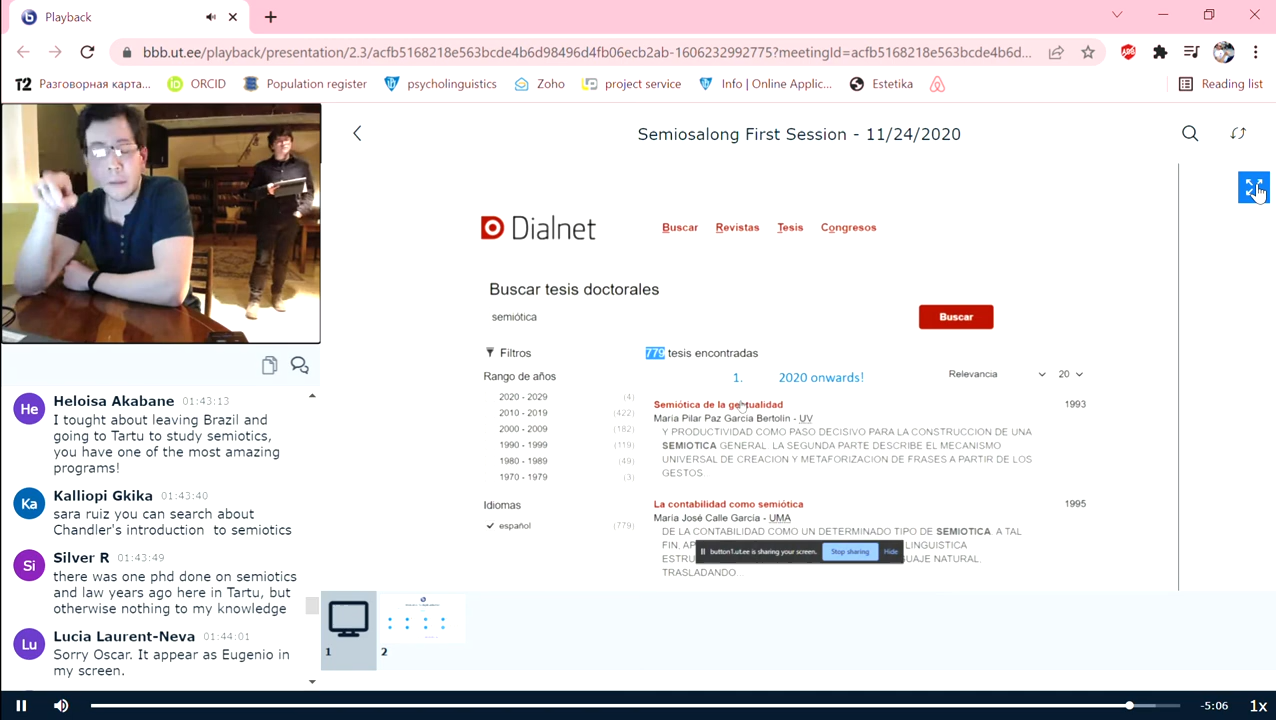 Playback
bbb.ut.ee/playback/presentation/2.3/acfb5168218e563bcde4b6d98496d4fb06ecb2ab-1606232992775?meetingId=acfb5168218e563bcde4b6d...
T2 Разговорная карта...
ORCID
Population register
psycholinguistics
Zoho
project service
Info | Online Applic...
Estetika
Reading list
Semiosalong First Session - 11/24/2020
Dialnet
Buscar
Revistas
Tesis
Congresos
Buscar tesis doctorales
semiótica
Buscar
Filtros
779 tesis encontradas
Rango de años
1. 2020 onwards!
Relevancia
20
2020 - 2029 (4)
2010 - 2019 (422)
2000 - 2009 (182)
1990 - 1999 (119)
1980 - 1989 (49)
1970 - 1979 (3)
Idiomas
español (779)
Semiótica de la gestualidad 1993
María Pilar Paz García Bertolín - UV
Y PRODUCTIVIDAD COMO PASO DECISIVO PARA LA CONSTRUCCION DE UNA
SEMIOTICA GENERAL. LA SEGUNDA PARTE DESCRIBE EL MECANISMO
UNIVERSAL DE CREACION Y METAFORIZACION DE FRASES A PARTIR DE LOS
GESTOS.
La contabilidad como semiótica 1995
María José Calle García - UMA
DE LA CONTABILIDAD COMO UN DETERMINADO TIPO DE SEMIOTICA. A TAL
FIN, AP LINGUISTICA
ESTRU GUAJE NATURAL,
TRASLADANDO...
button1.ut.ee is sharing your screen.
Stop sharing
Hide
He
Heloisa Akabane 01:43:13
I tought about leaving Brazil and
going to Tartu to study semiotics,
you have one of the most amazing
programs!
Ka
Kalliopi Gkika 01:43:40
sara ruiz you can search about
Chandler's introduction to semiotics
Si
Silver R 01:43:49
there was one phd done on semiotics
and law years ago here in Tartu, but
otherwise nothing to my knowledge
Lu
Lucia Laurent-Neva 01:44:01
Sorry Oscar. It appear as Eugenio in
my screen.
1
2
-5:06
1x